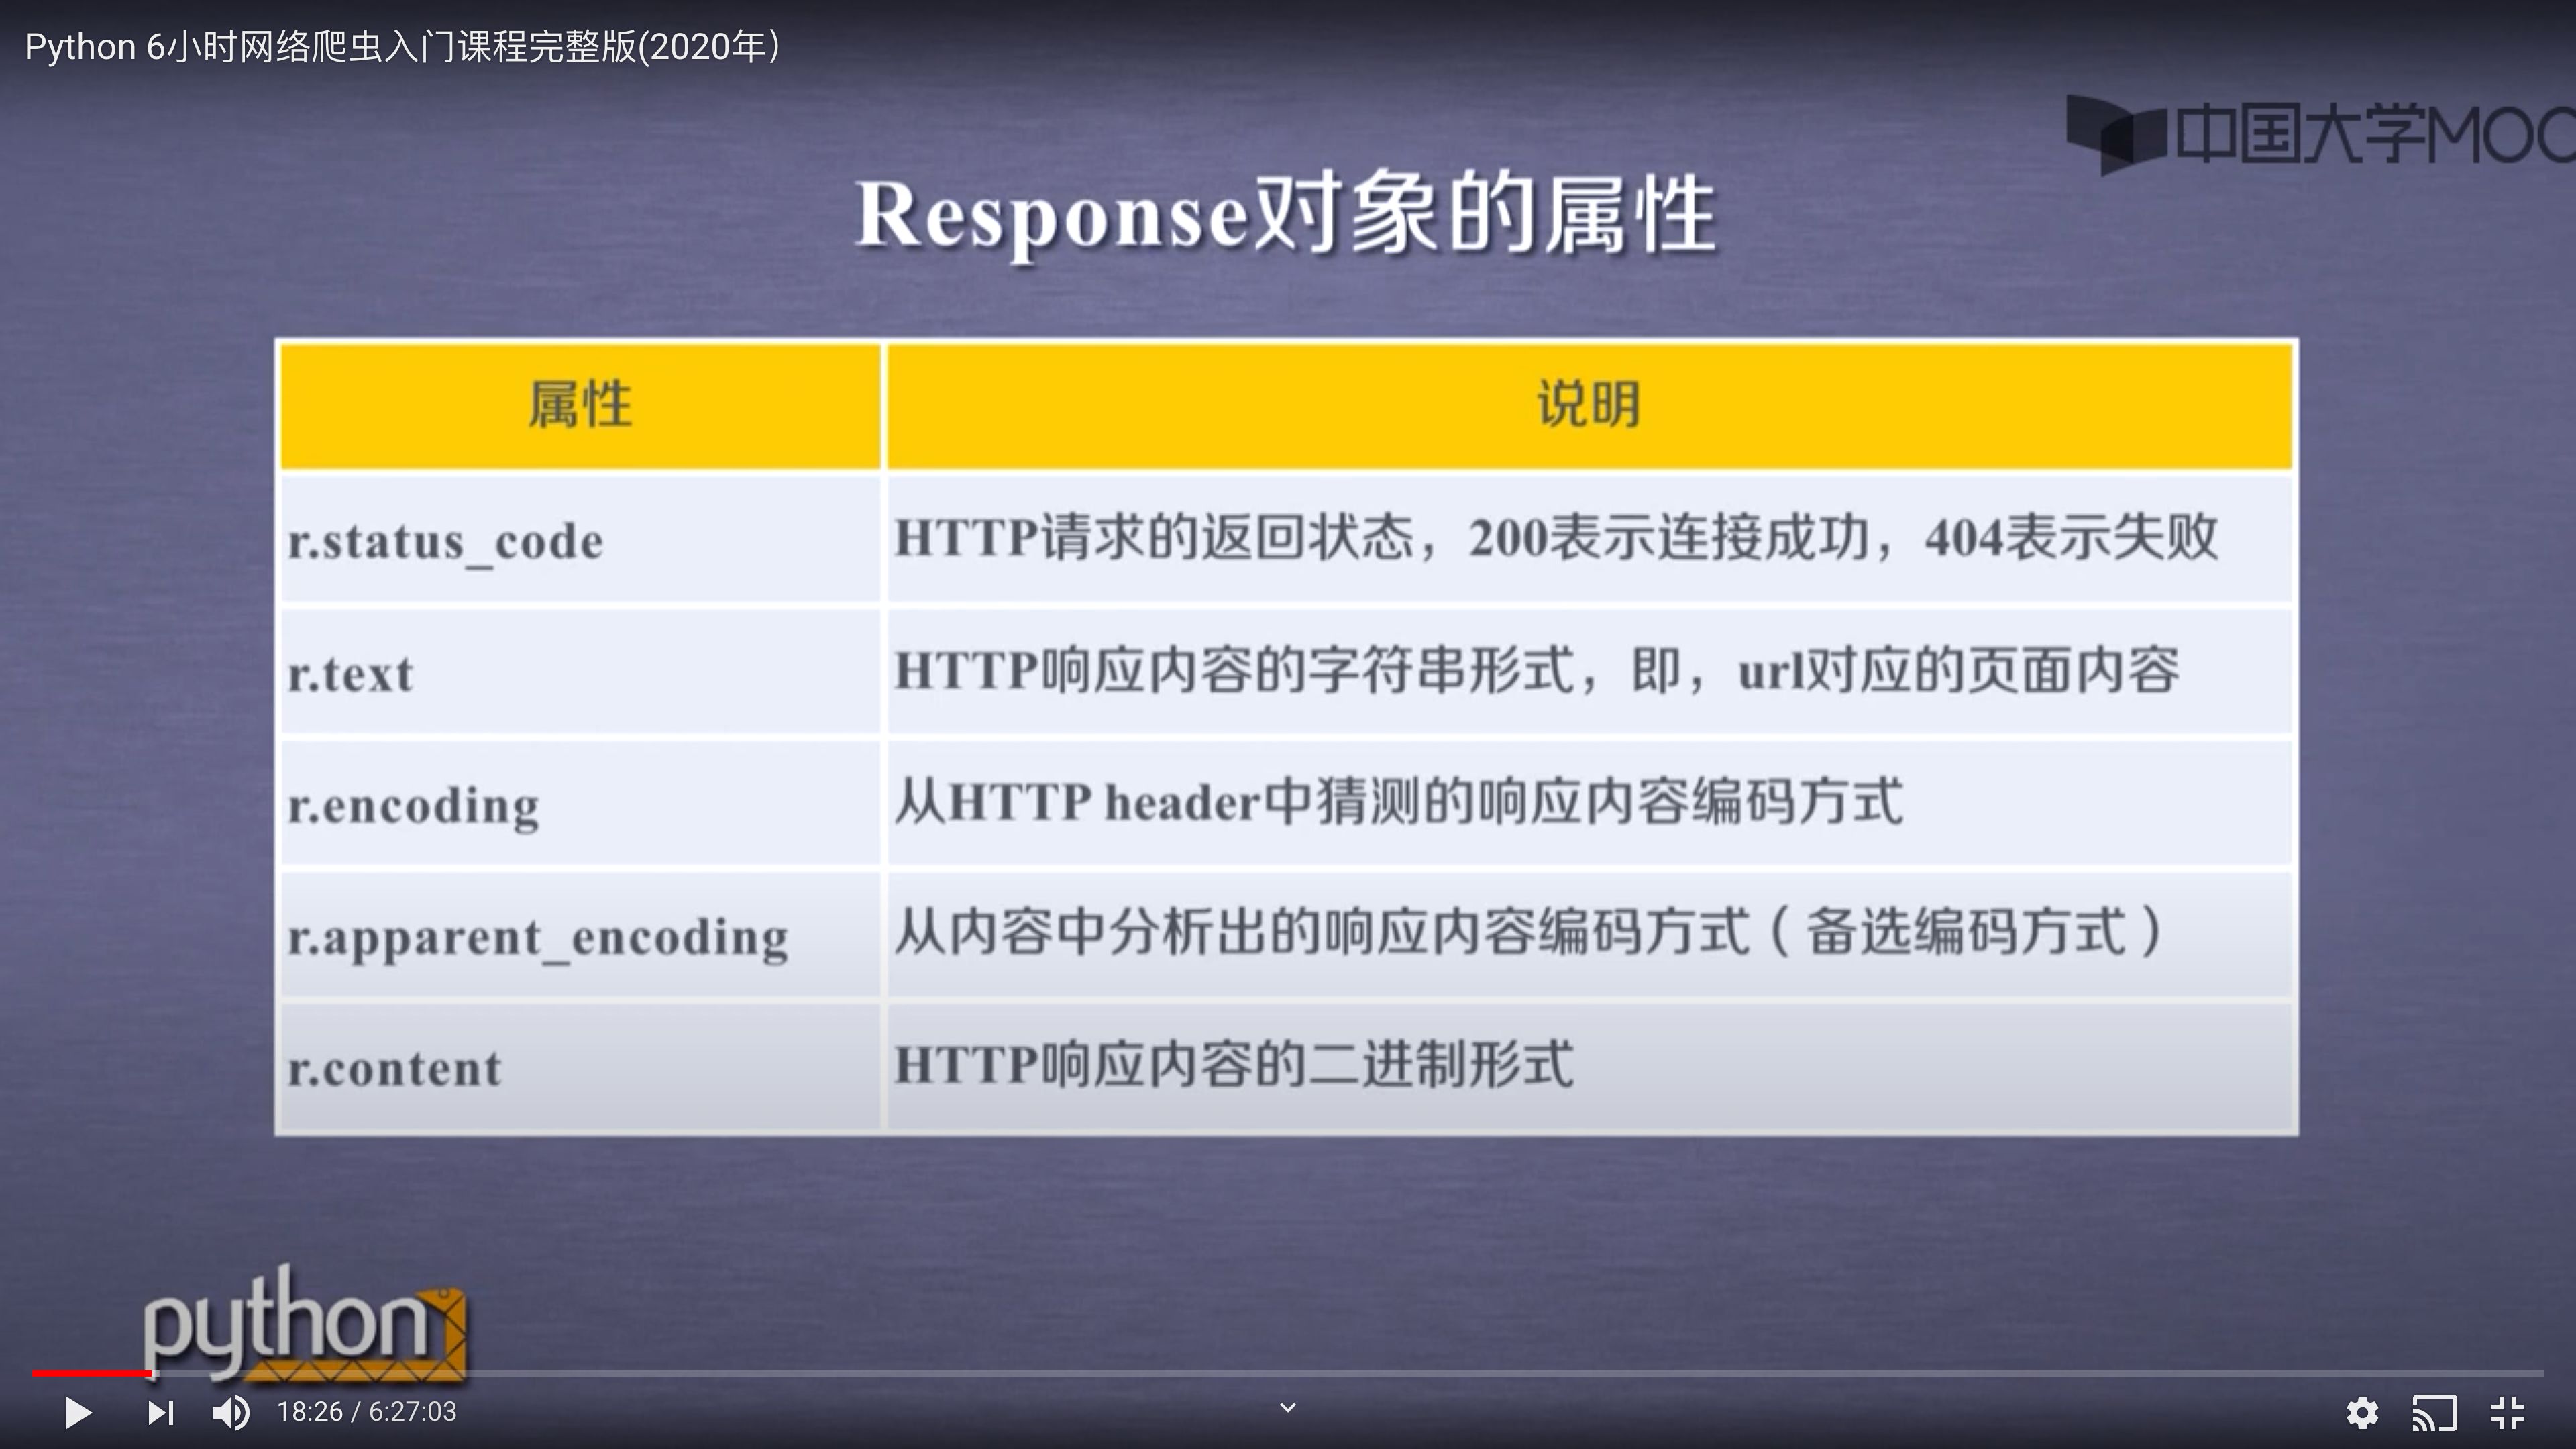 Python 6小时网络爬虫入门课程完整版(2020年)
中国大学MOO
Response对象的属性
属性 说明
r.status_code HTTP请求的返回状态，200表示连接成功，404表示失败
r.text HTTP响应内容的字符串形式，即，url对应的页面内容
r.encoding 从HTTP header中猜测的响应内容编码方式
r.apparent_encoding 从内容中分析出的响应内容编码方式（备选编码方式）
r.content HTTP响应内容的二进制形式
python
18:26 / 6:27:03